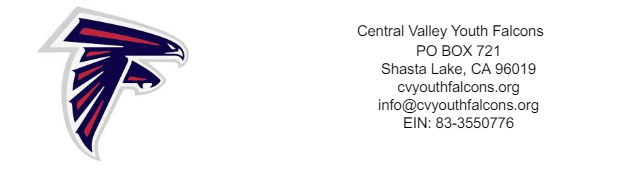 Central Valley Youth Falcons
PO BOX 721
Shasta Lake, CA 96019
cvyouthfalcons.org
info@cvyouthfalcons.org
EIN: 83-3550776